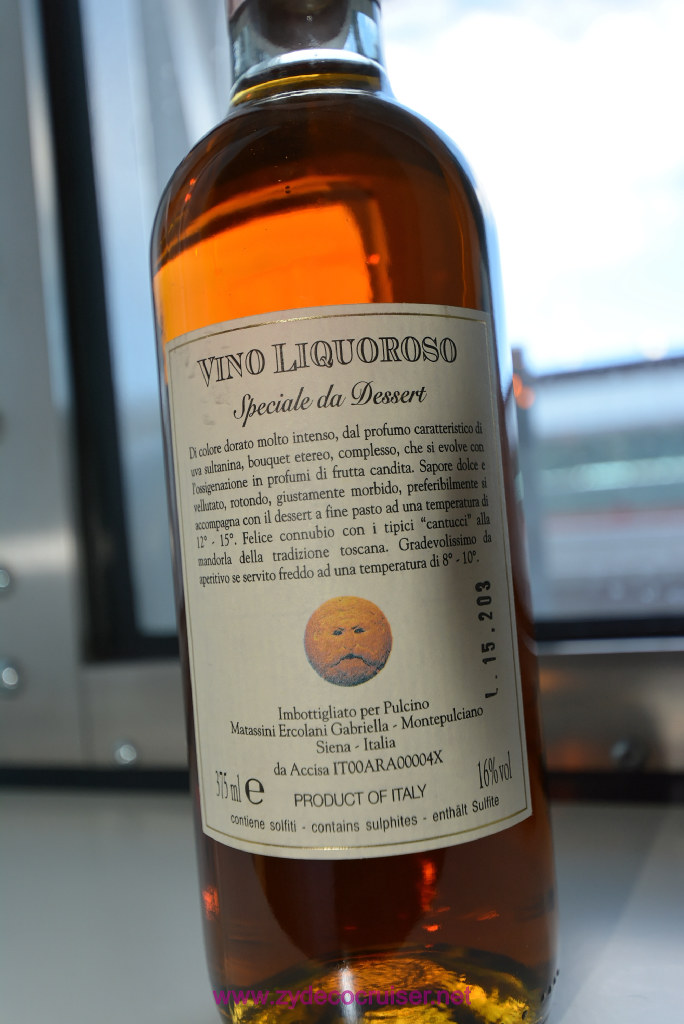 VINO LIQUOROSO
Speciale da Dessert
Di colore dorato molto intenso, dal profumo caratteristico di
uva sultanina, bouquet etereo, complesso, che si evolve con
l'ossigenazione in profumi di frutta candita. Sapore dolce e
vellutato, rotondo, giustamente morbido, preferibilmente si
accompagna con il dessert a fine pasto ad una temperatura di
12° - 15°. Felice connubio con i tipici "cantucci" alla
mandorla della tradizione toscana. Gradevolissimo da
aperitivo se servito freddo ad una temperatura di 8° - 10°.
L. 15.203
Imbottigliato per Pulcino
Matassini Ercolani Gabriella - Montepulciano
Siena - Italia
da Accisa IT00ARA00004X
375 ml e
16% vol
PRODUCT OF ITALY
contiene solfiti - contains sulphites - enthält Sulfite
www.zydecocruiser.net